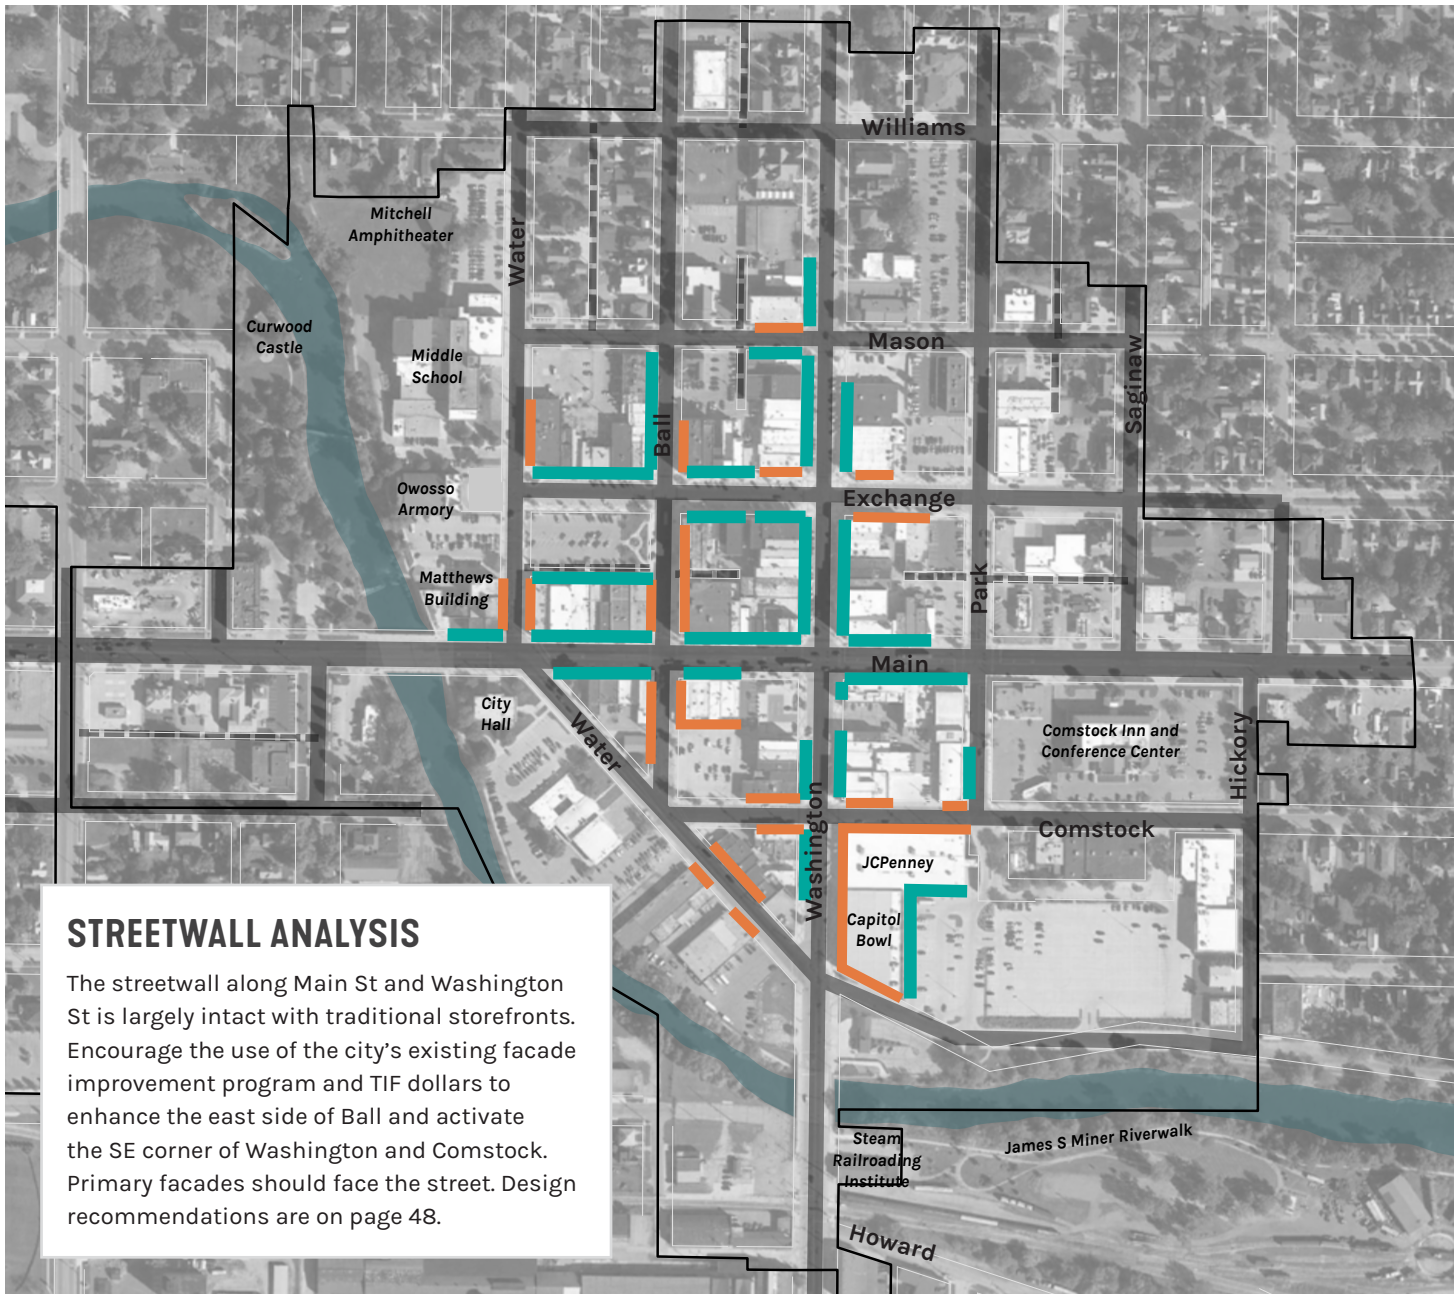 Williams
Mitchell
Amphitheater
Water
Curwood
Castle
Middle
School
Mason
Saginaw
Ball
Owosso
Armory
Exchange
Matthews
Building
Park
Main
City
Hall
Water
Comstock Inn and
Conference Center
Hickory
Washington
Comstock
JCPenney
Capitol
Bowl
STREETWALL ANALYSIS
The streetwall along Main St and Washington
St is largely intact with traditional storefronts.
Encourage the use of the city’s existing facade
improvement program and TIF dollars to
enhance the east side of Ball and activate
the SE corner of Washington and Comstock.
Primary facades should face the street. Design
recommendations are on page 48.
Steam
Railroading
Institute
James S Miner Riverwalk
Howard